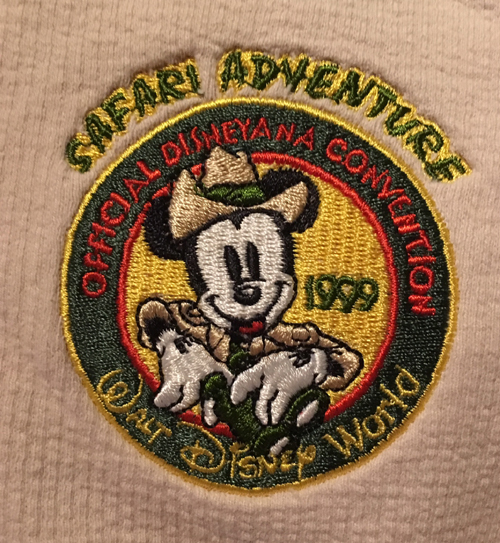 SAFARI ADVENTURE
OFFICIAL DISNEYANA CONVENTION
1999
Walt Disney World